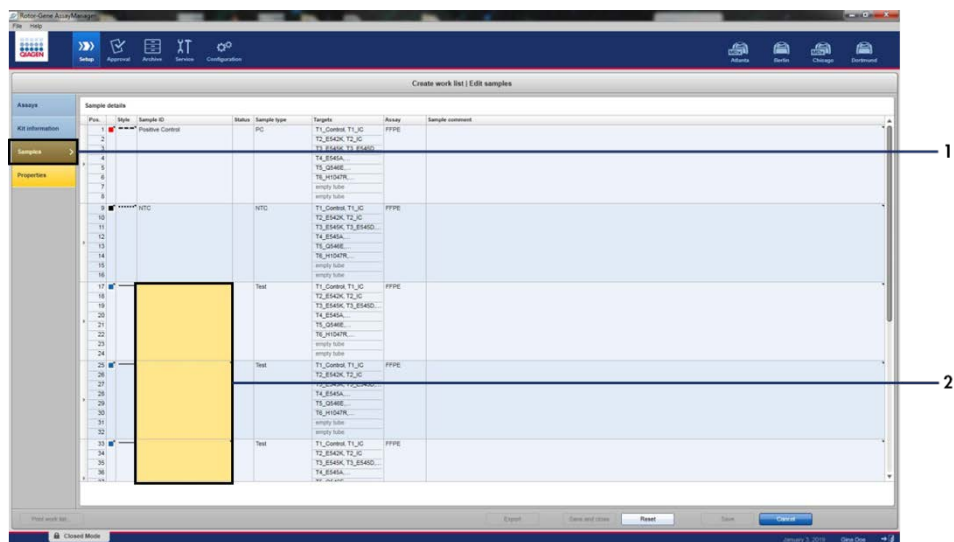 Rotor-Gene AssayManager
File Help
QIAGEN
Setup Approval Archive Service Configuration
Atlanta Berlin Chicago Dortmund
Create work list | Edit samples
Assays
Kit information
Samples
Properties
Sample details
Pos. Style Sample ID Status Sample type Targets Assay Sample comment
1 Positive Control PC T1_Control, T1_IC FFPE
2 T2_E542K, T2_IC
3 T3_E545K, T3_E545D...
4 T4_E545A,...
5 T5_Q546E,...
6 T6_H1047R,...
7 empty tube
8 empty tube
9 NTC NTC T1_Control, T1_IC FFPE
10 T2_E542K, T2_IC
11 T3_E545K, T3_E545D...
12 T4_E545A,...
13 T5_Q546E,...
14 T6_H1047R,...
15 empty tube
16 empty tube
17 Test T1_Control, T1_IC FFPE
18 T2_E542K, T2_IC
19 T3_E545K, T3_E545D...
20 T4_E545A,...
21 T5_Q546E,...
22 T6_H1047R,...
23 empty tube
24 empty tube
25 Test T1_Control, T1_IC FFPE
26 T2_E542K, T2_IC
27 T3_E545K, T3_E545D,...
28 T4_E545A,...
29 T5_Q546E,...
30 T6_H1047R,...
31 empty tube
32 empty tube
33 Test T1_Control, T1_IC FFPE
34 T2_E542K, T2_IC
35 T3_E545K, T3_E545D...
36 T4_E545A,...
1
2
Print work list... Export Save and close Reset Save Cancel
Closed Mode January 3, 2019 Gina One